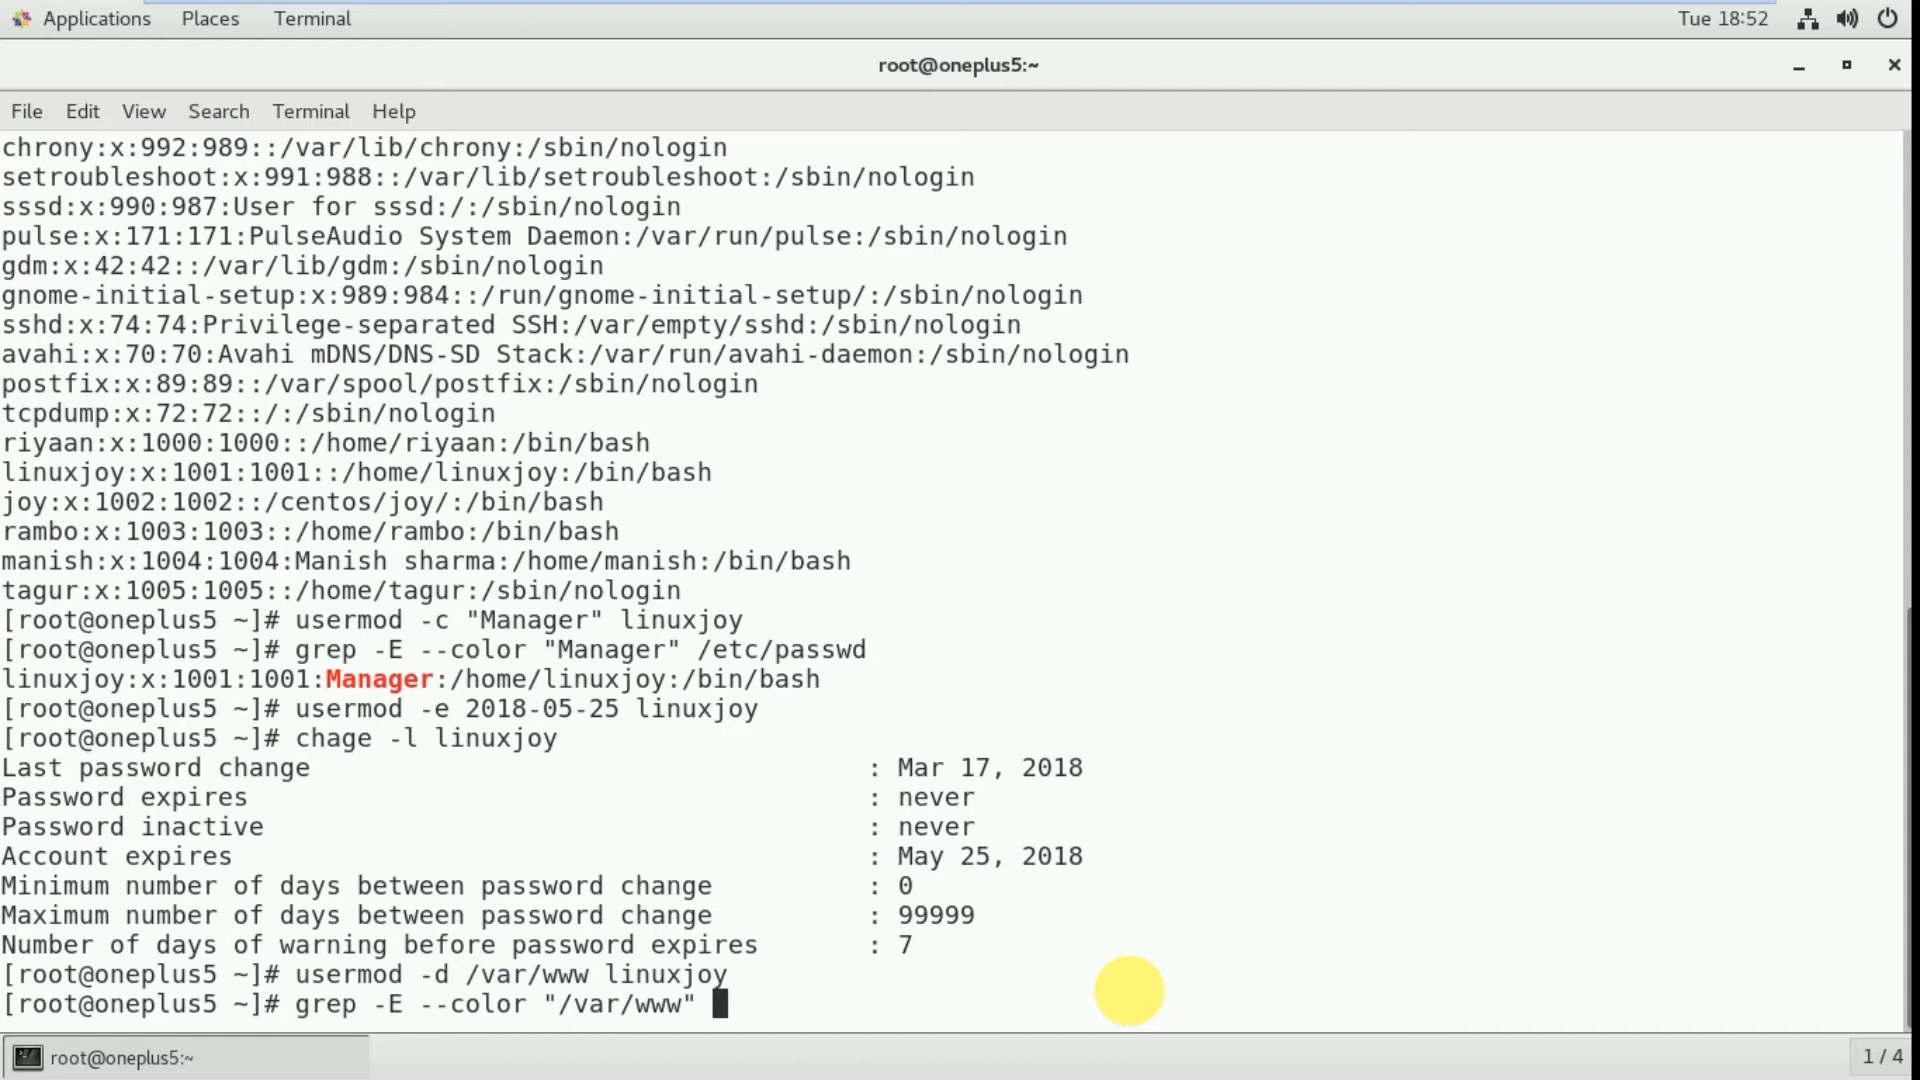 Applications Places Terminal Tue 18:52
root@oneplus5:~
File Edit View Search Terminal Help
chrony:x:992:989::/var/lib/chrony:/sbin/nologin
setroubleshoot:x:991:988::/var/lib/setroubleshoot:/sbin/nologin
sssd:x:990:987:User for sssd:/:/sbin/nologin
pulse:x:171:171:PulseAudio System Daemon:/var/run/pulse:/sbin/nologin
gdm:x:42:42::/var/lib/gdm:/sbin/nologin
gnome-initial-setup:x:989:984::/run/gnome-initial-setup/:/sbin/nologin
sshd:x:74:74:Privilege-separated SSH:/var/empty/sshd:/sbin/nologin
avahi:x:70:70:Avahi mDNS/DNS-SD Stack:/var/run/avahi-daemon:/sbin/nologin
postfix:x:89:89::/var/spool/postfix:/sbin/nologin
tcpdump:x:72:72::/:/sbin/nologin
riyaan:x:1000:1000::/home/riyaan:/bin/bash
linuxjoy:x:1001:1001::/home/linuxjoy:/bin/bash
joy:x:1002:1002::/centos/joy/:/bin/bash
rambo:x:1003:1003::/home/rambo:/bin/bash
manish:x:1004:1004:Manish sharma:/home/manish:/bin/bash
tagur:x:1005:1005::/home/tagur:/sbin/nologin
[root@oneplus5 ~]# usermod -c "Manager" linuxjoy
[root@oneplus5 ~]# grep -E --color "Manager" /etc/passwd
linuxjoy:x:1001:1001:Manager:/home/linuxjoy:/bin/bash
[root@oneplus5 ~]# usermod -e 2018-05-25 linuxjoy
[root@oneplus5 ~]# chage -l linuxjoy
Last password change : Mar 17, 2018
Password expires : never
Password inactive : never
Account expires : May 25, 2018
Minimum number of days between password change : 0
Maximum number of days between password change : 99999
Number of days of warning before password expires : 7
[root@oneplus5 ~]# usermod -d /var/www linuxjoy
[root@oneplus5 ~]# grep -E --color "/var/www"
root@oneplus5:~ 1 / 4